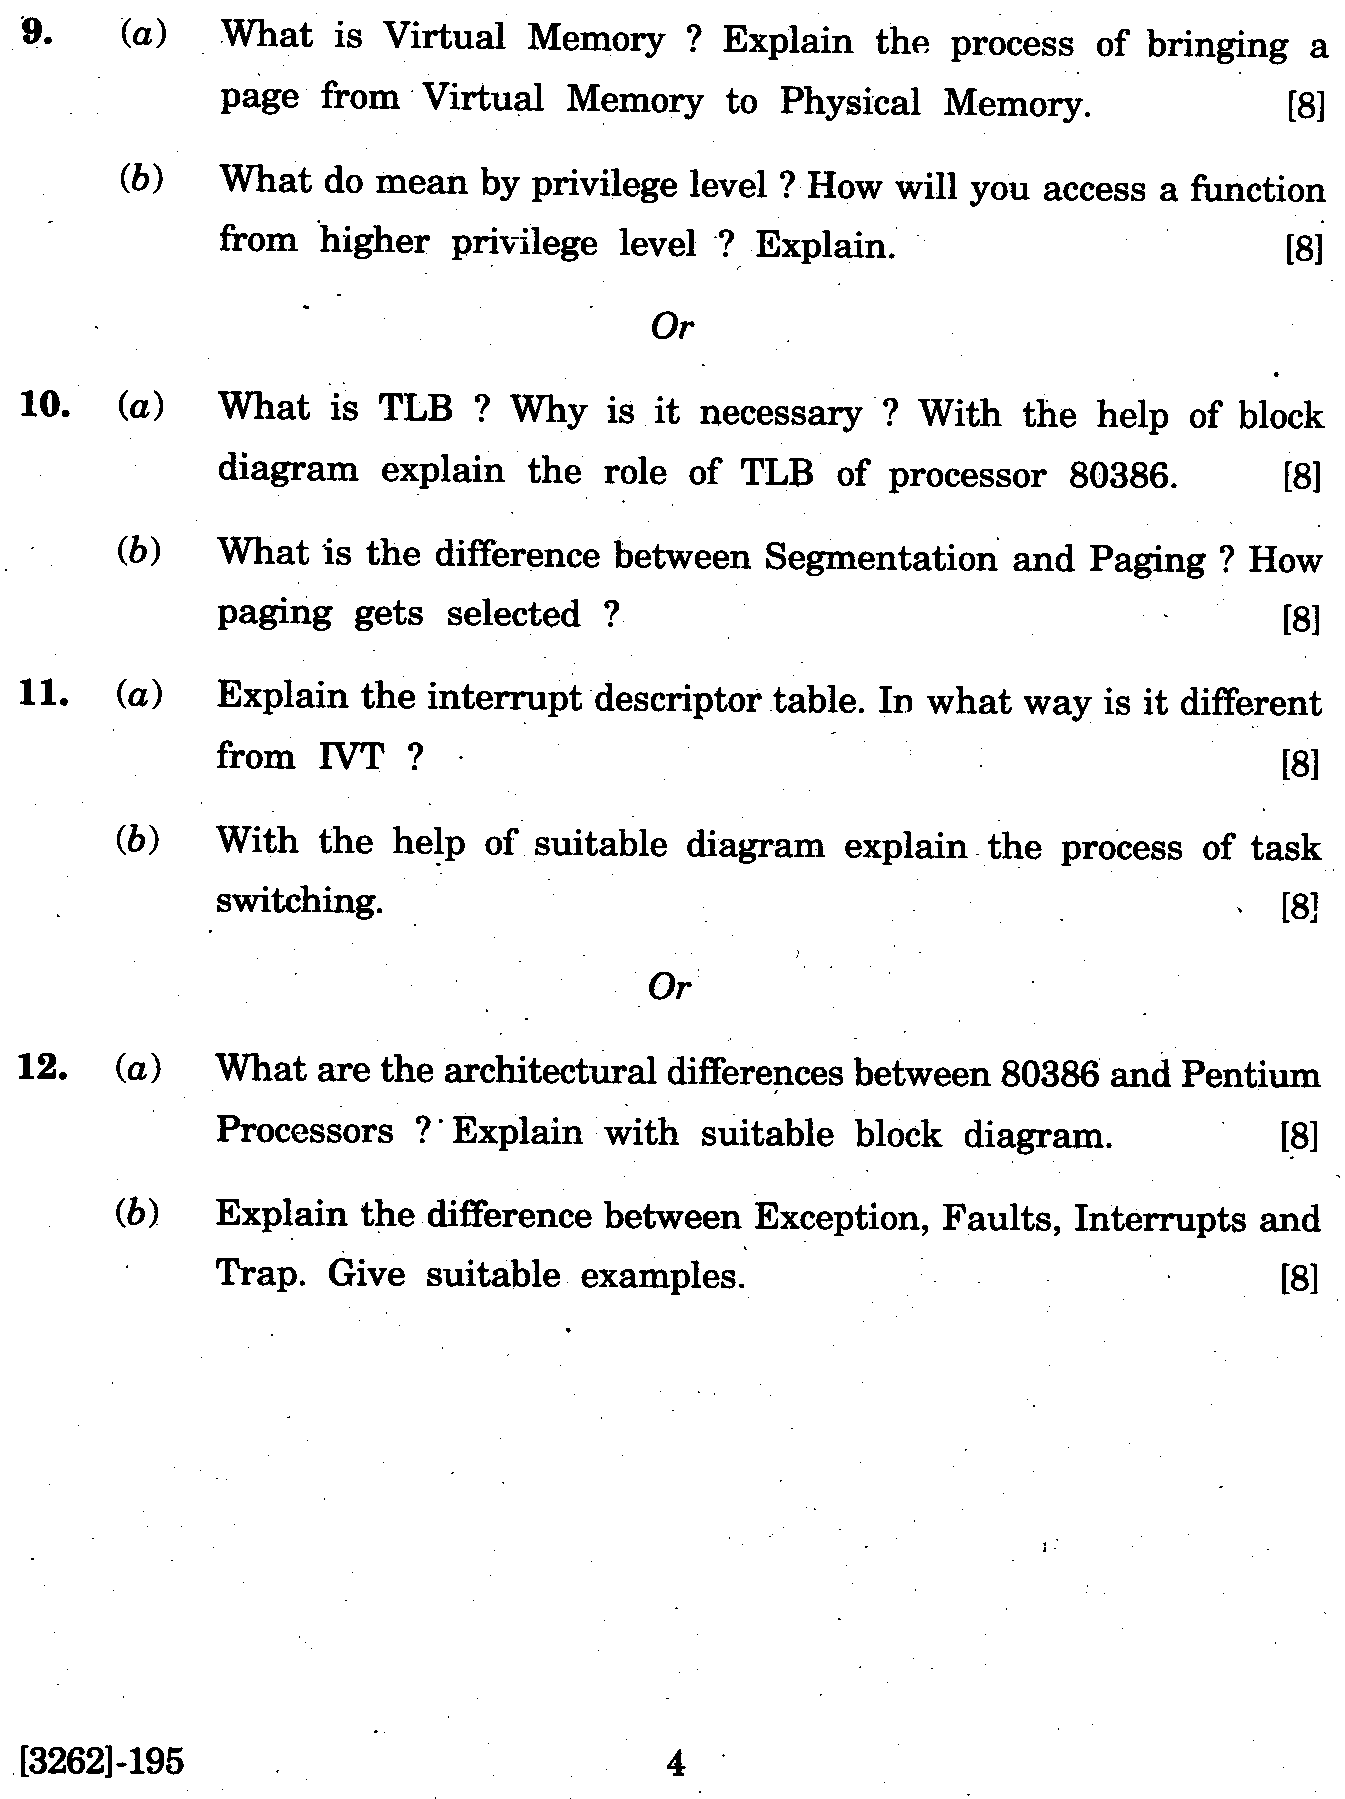 9. (a) What is Virtual Memory ? Explain the process of bringing a
page from Virtual Memory to Physical Memory. [8]
(b) What do mean by privilege level ? How will you access a function
from higher privilege level ? Explain. [8]
Or
10. (a) What is TLB ? Why is it necessary ? With the help of block
diagram explain the role of TLB of processor 80386. [8]
(b) What is the difference between Segmentation and Paging ? How
paging gets selected ? [8]
11. (a) Explain the interrupt descriptor table. In what way is it different
from IVT ? [8]
(b) With the help of suitable diagram explain the process of task
switching. [8]
Or
12. (a) What are the architectural differences between 80386 and Pentium
Processors ? Explain with suitable block diagram. [8]
(b) Explain the difference between Exception, Faults, Interrupts and
Trap. Give suitable examples. [8]
[3262]-195 4